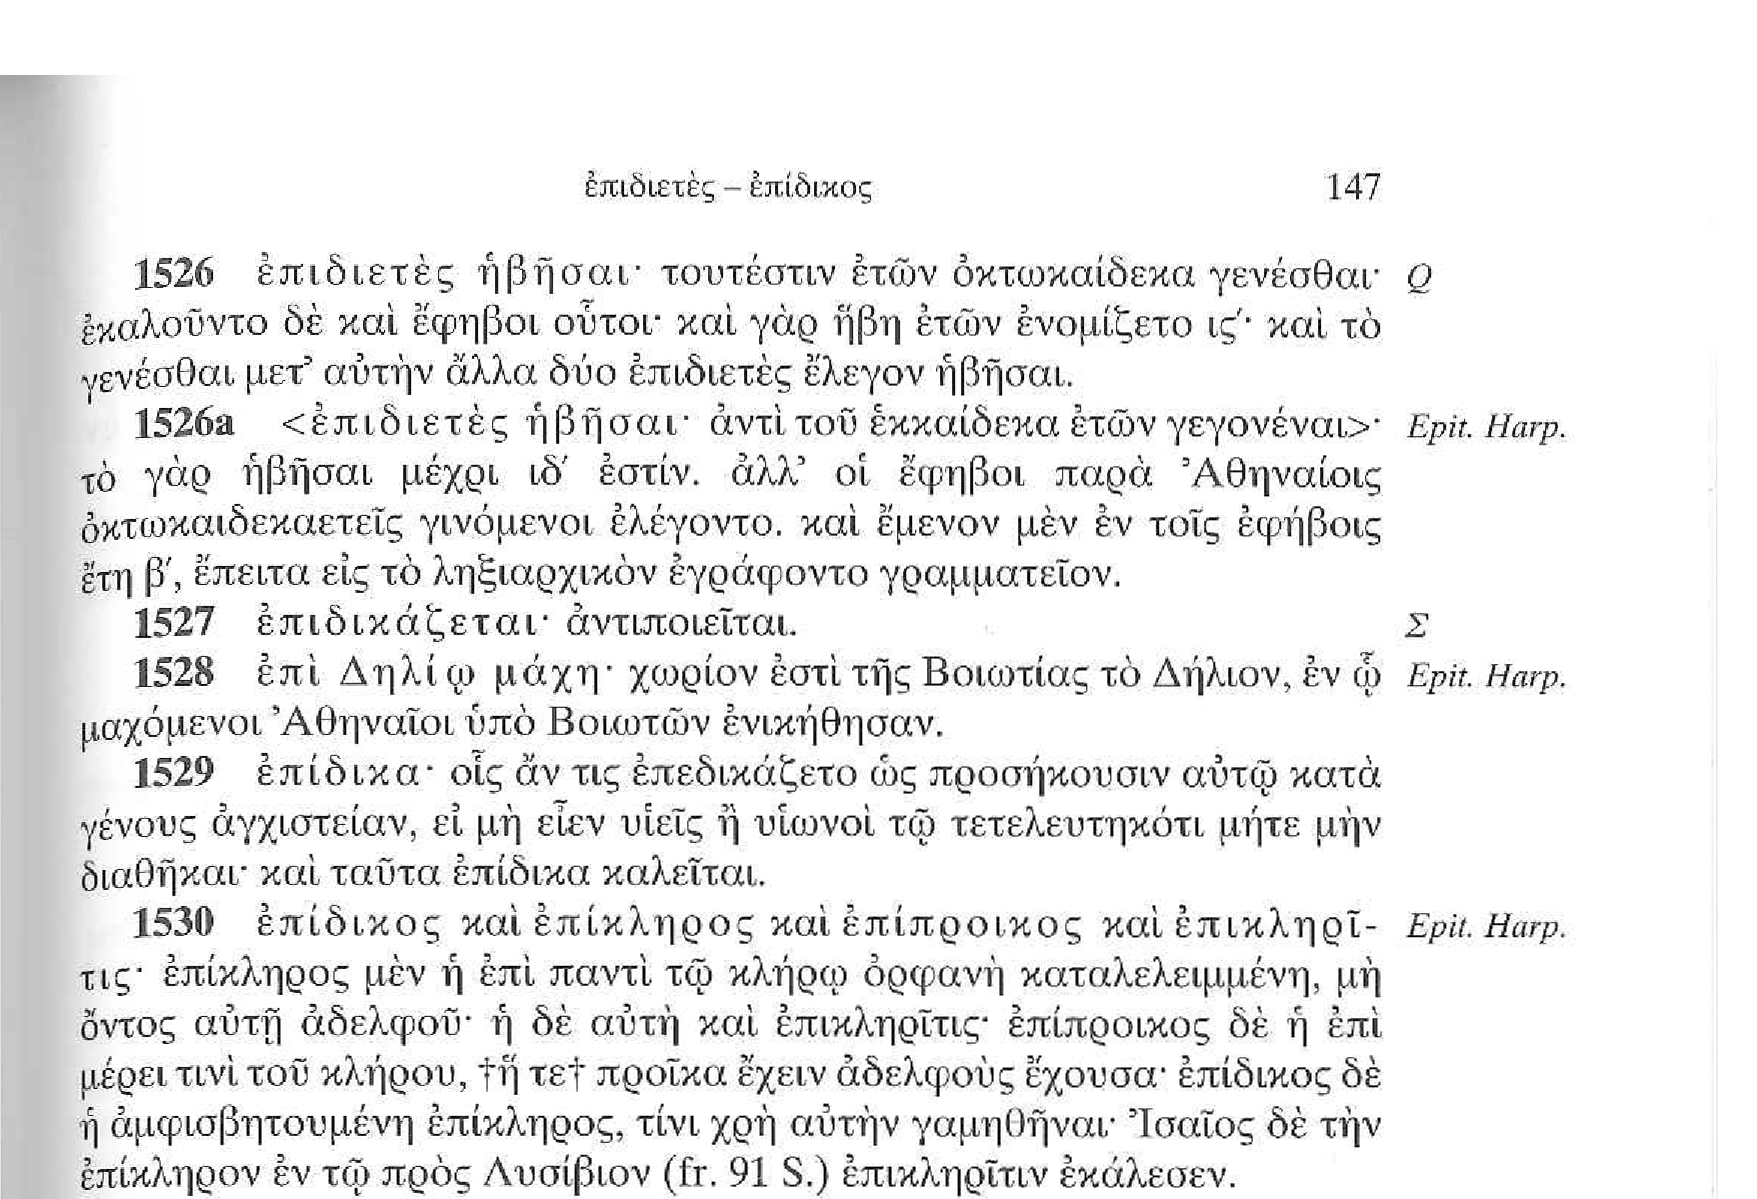 ἐπιδιετὲς – ἐπίδικος 147
1526 ἐπιδιετὲς ἡβῆσαι· τουτέστιν ἐτῶν ὀκτωκαίδεκα γενέσθαι· Q
ἐκαλοῦντο δὲ καὶ ἔφηβοι οὗτοι· καὶ γὰρ ἥβη ἐτῶν ἐνομίζετο ις′· καὶ τὸ
γενέσθαι μετ’ αὐτὴν ἄλλα δύο ἐπιδιετὲς ἔλεγον ἡβῆσαι.
1526a <ἐπιδιετὲς ἡβῆσαι· ἀντὶ τοῦ ἑκκαίδεκα ἐτῶν γεγονέναι>· Epit. Harp.
τὸ γὰρ ἡβῆσαι μέχρι ιδ′ ἐστίν. ἀλλ’ οἱ ἔφηβοι παρὰ ’Αθηναίοις
ὀκτωκαιδεκαετεῖς γινόμενοι ἐλέγοντο. καὶ ἔμενον μὲν ἐν τοῖς ἐφήβοις
ἔτη β′, ἔπειτα εἰς τὸ ληξιαρχικὸν ἐγράφοντο γραμματεῖον.
1527 ἐπιδικάζεται· ἀντιποιεῖται. Σ
1528 ἐπὶ Δηλίῳ μάχη· χωρίον ἐστὶ τῆς Βοιωτίας τὸ Δήλιον, ἐν ᾧ Epit. Harp.
μαχόμενοι ’Αθηναῖοι ὑπὸ Βοιωτῶν ἐνικήθησαν.
1529 ἐπίδικα· οἷς ἄν τις ἐπεδικάζετο ὡς προσήκουσιν αὐτῷ κατὰ
γένους ἀγχιστείαν, εἰ μὴ εἶεν υἱεῖς ἢ υἱωνοὶ τῷ τετελευτηκότι μήτε μὴν
διαθῆκαι· καὶ ταῦτα ἐπίδικα καλεῖται.
1530 ἐπίδικος καὶ ἐπίκληρος καὶ ἐπίπροικος καὶ ἐπικληρῖ- Epit. Harp.
τις· ἐπίκληρος μὲν ἡ ἐπὶ παντὶ τῷ κλήρῳ ὀρφανὴ καταλελειμμένη, μὴ
ὄντος αὐτῇ ἀδελφοῦ· ἡ δὲ αὐτὴ καὶ ἐπικληρῖτις· ἐπίπροικος δὲ ἡ ἐπὶ
μέρει τινὶ τοῦ κλήρου, †ἥ τε† προῖκα ἔχειν ἀδελφοὺς ἔχουσα· ἐπίδικος δὲ
ἡ ἀμφισβητουμένη ἐπίκληρος, τίνι χρὴ αὐτὴν γαμηθῆναι· ’Ισαῖος δὲ τὴν
ἐπίκληρον ἐν τῷ πρὸς Λυσίβιον (fr. 91 S.) ἐπικληρῖτιν ἐκάλεσεν.